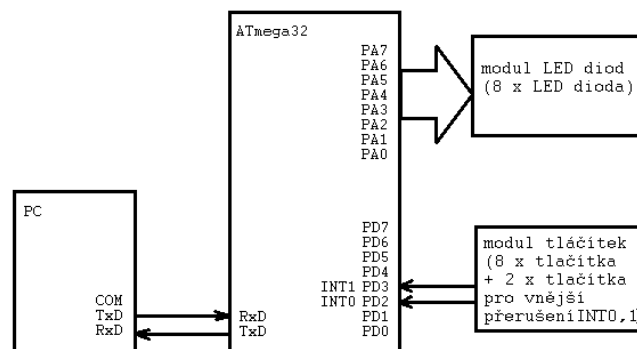 ATmega32
PA7
PA6
PA5
PA4
PA3
PA2
PA1
PA0
modul LED diod
(8 x LED dioda)
PC
COM
TxD
RxD
RxD
TxD
PD7
PD6
PD5
PD4
INT1 PD3
INT0 PD2
PD1
PD0
modul tláčítek
(8 x tlačítka
+ 2 x tlačítka
pro vnější
přerušeníINT0,1)